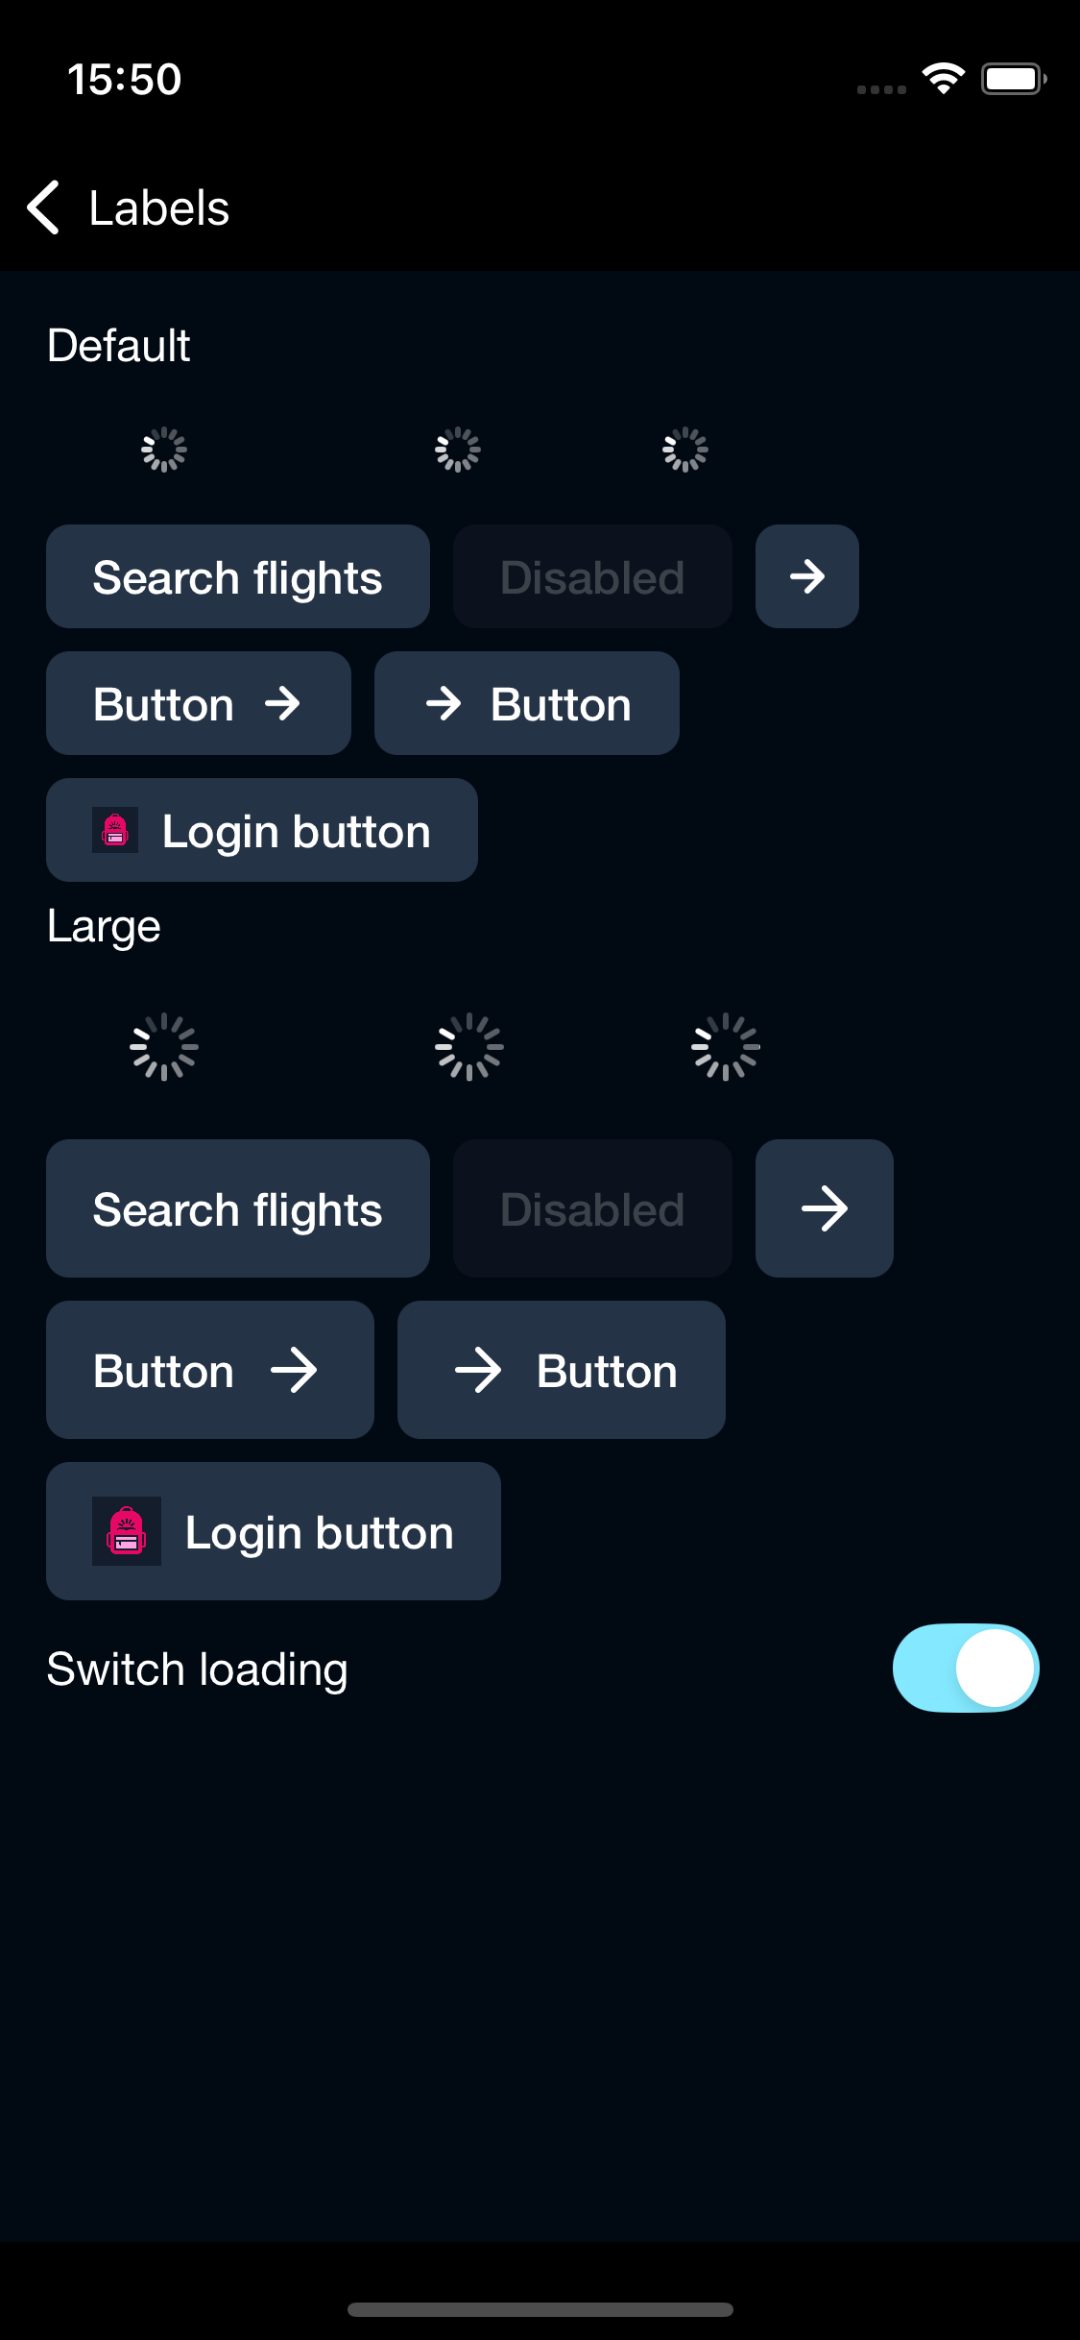 15:50
Labels
Default
Search flights
Disabled
Button
Button
Login button
Large
Search flights
Disabled
Button
Button
Login button
Switch loading